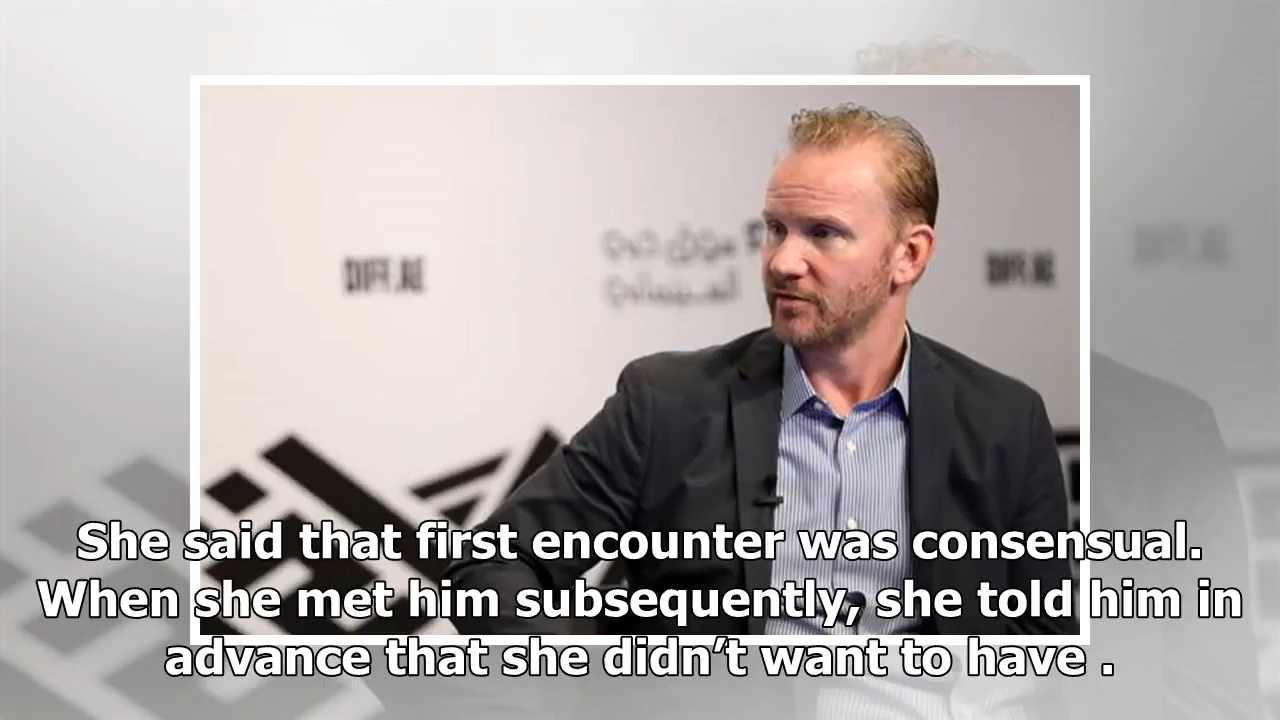 DIFF.AE
DIFF.AE
She said that first encounter was consensual.
When she met him subsequently, she told him in
advance that she didn’t want to have .